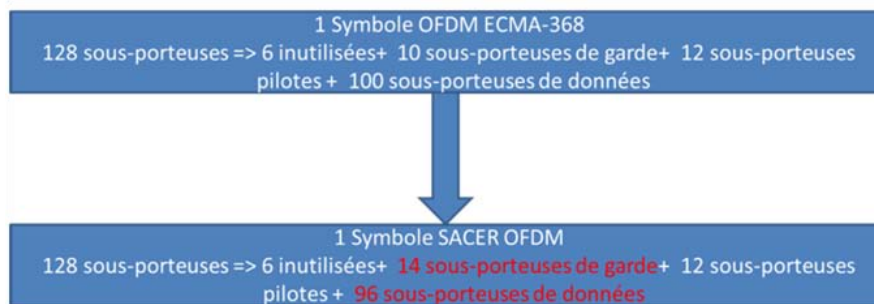 1 Symbole OFDM ECMA-368
128 sous-porteuses => 6 inutilisées+ 10 sous-porteuses de garde+ 12 sous-porteuses
pilotes + 100 sous-porteuses de données
1 Symbole SACER OFDM
128 sous-porteuses => 6 inutilisées+ 14 sous-porteuses de garde+ 12 sous-porteuses
pilotes + 96 sous-porteuses de données